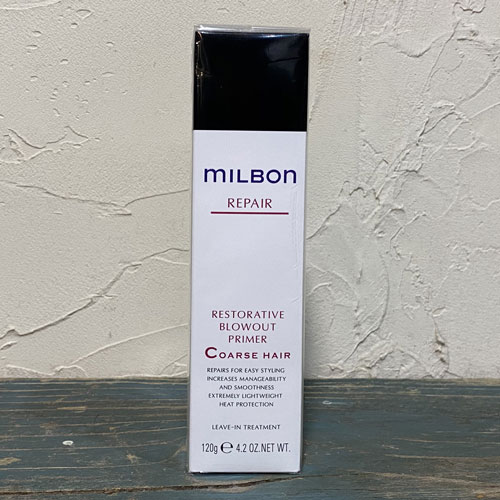 MILBON
REPAIR
RESTORATIVE
BLOWOUT
PRIMER
COARSE HAIR
REPAIRS FOR EASY STYLING
INCREASES MANAGEABILITY
AND SMOOTHNESS
EXTREMELY LIGHTWEIGHT
HEAT PROTECTION
LEAVE-IN TREATMENT
120g ℮ 4.2 OZ.NET WT.